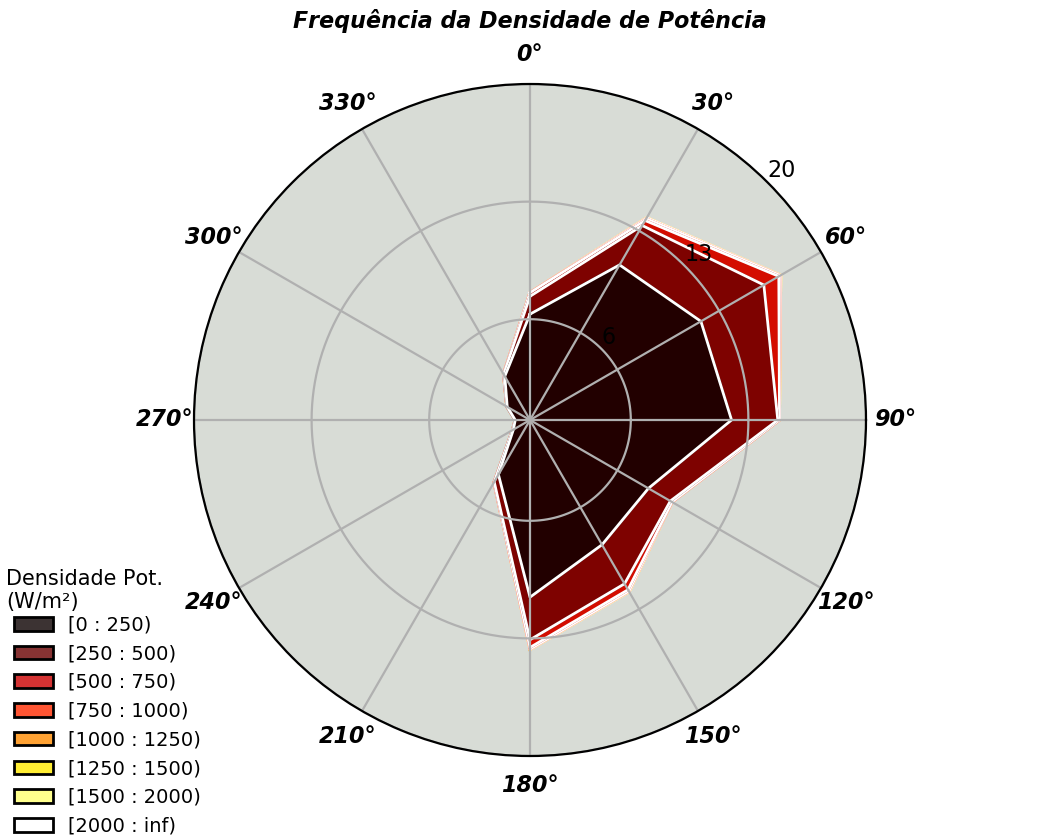 Frequência da Densidade de Potência
0°
330°
30°
20
300°
60°
13
6
270°
90°
240°
120°
210°
150°
180°
Densidade Pot.
(W/m²)
[0 : 250)
[250 : 500)
[500 : 750)
[750 : 1000)
[1000 : 1250)
[1250 : 1500)
[1500 : 2000)
[2000 : inf)